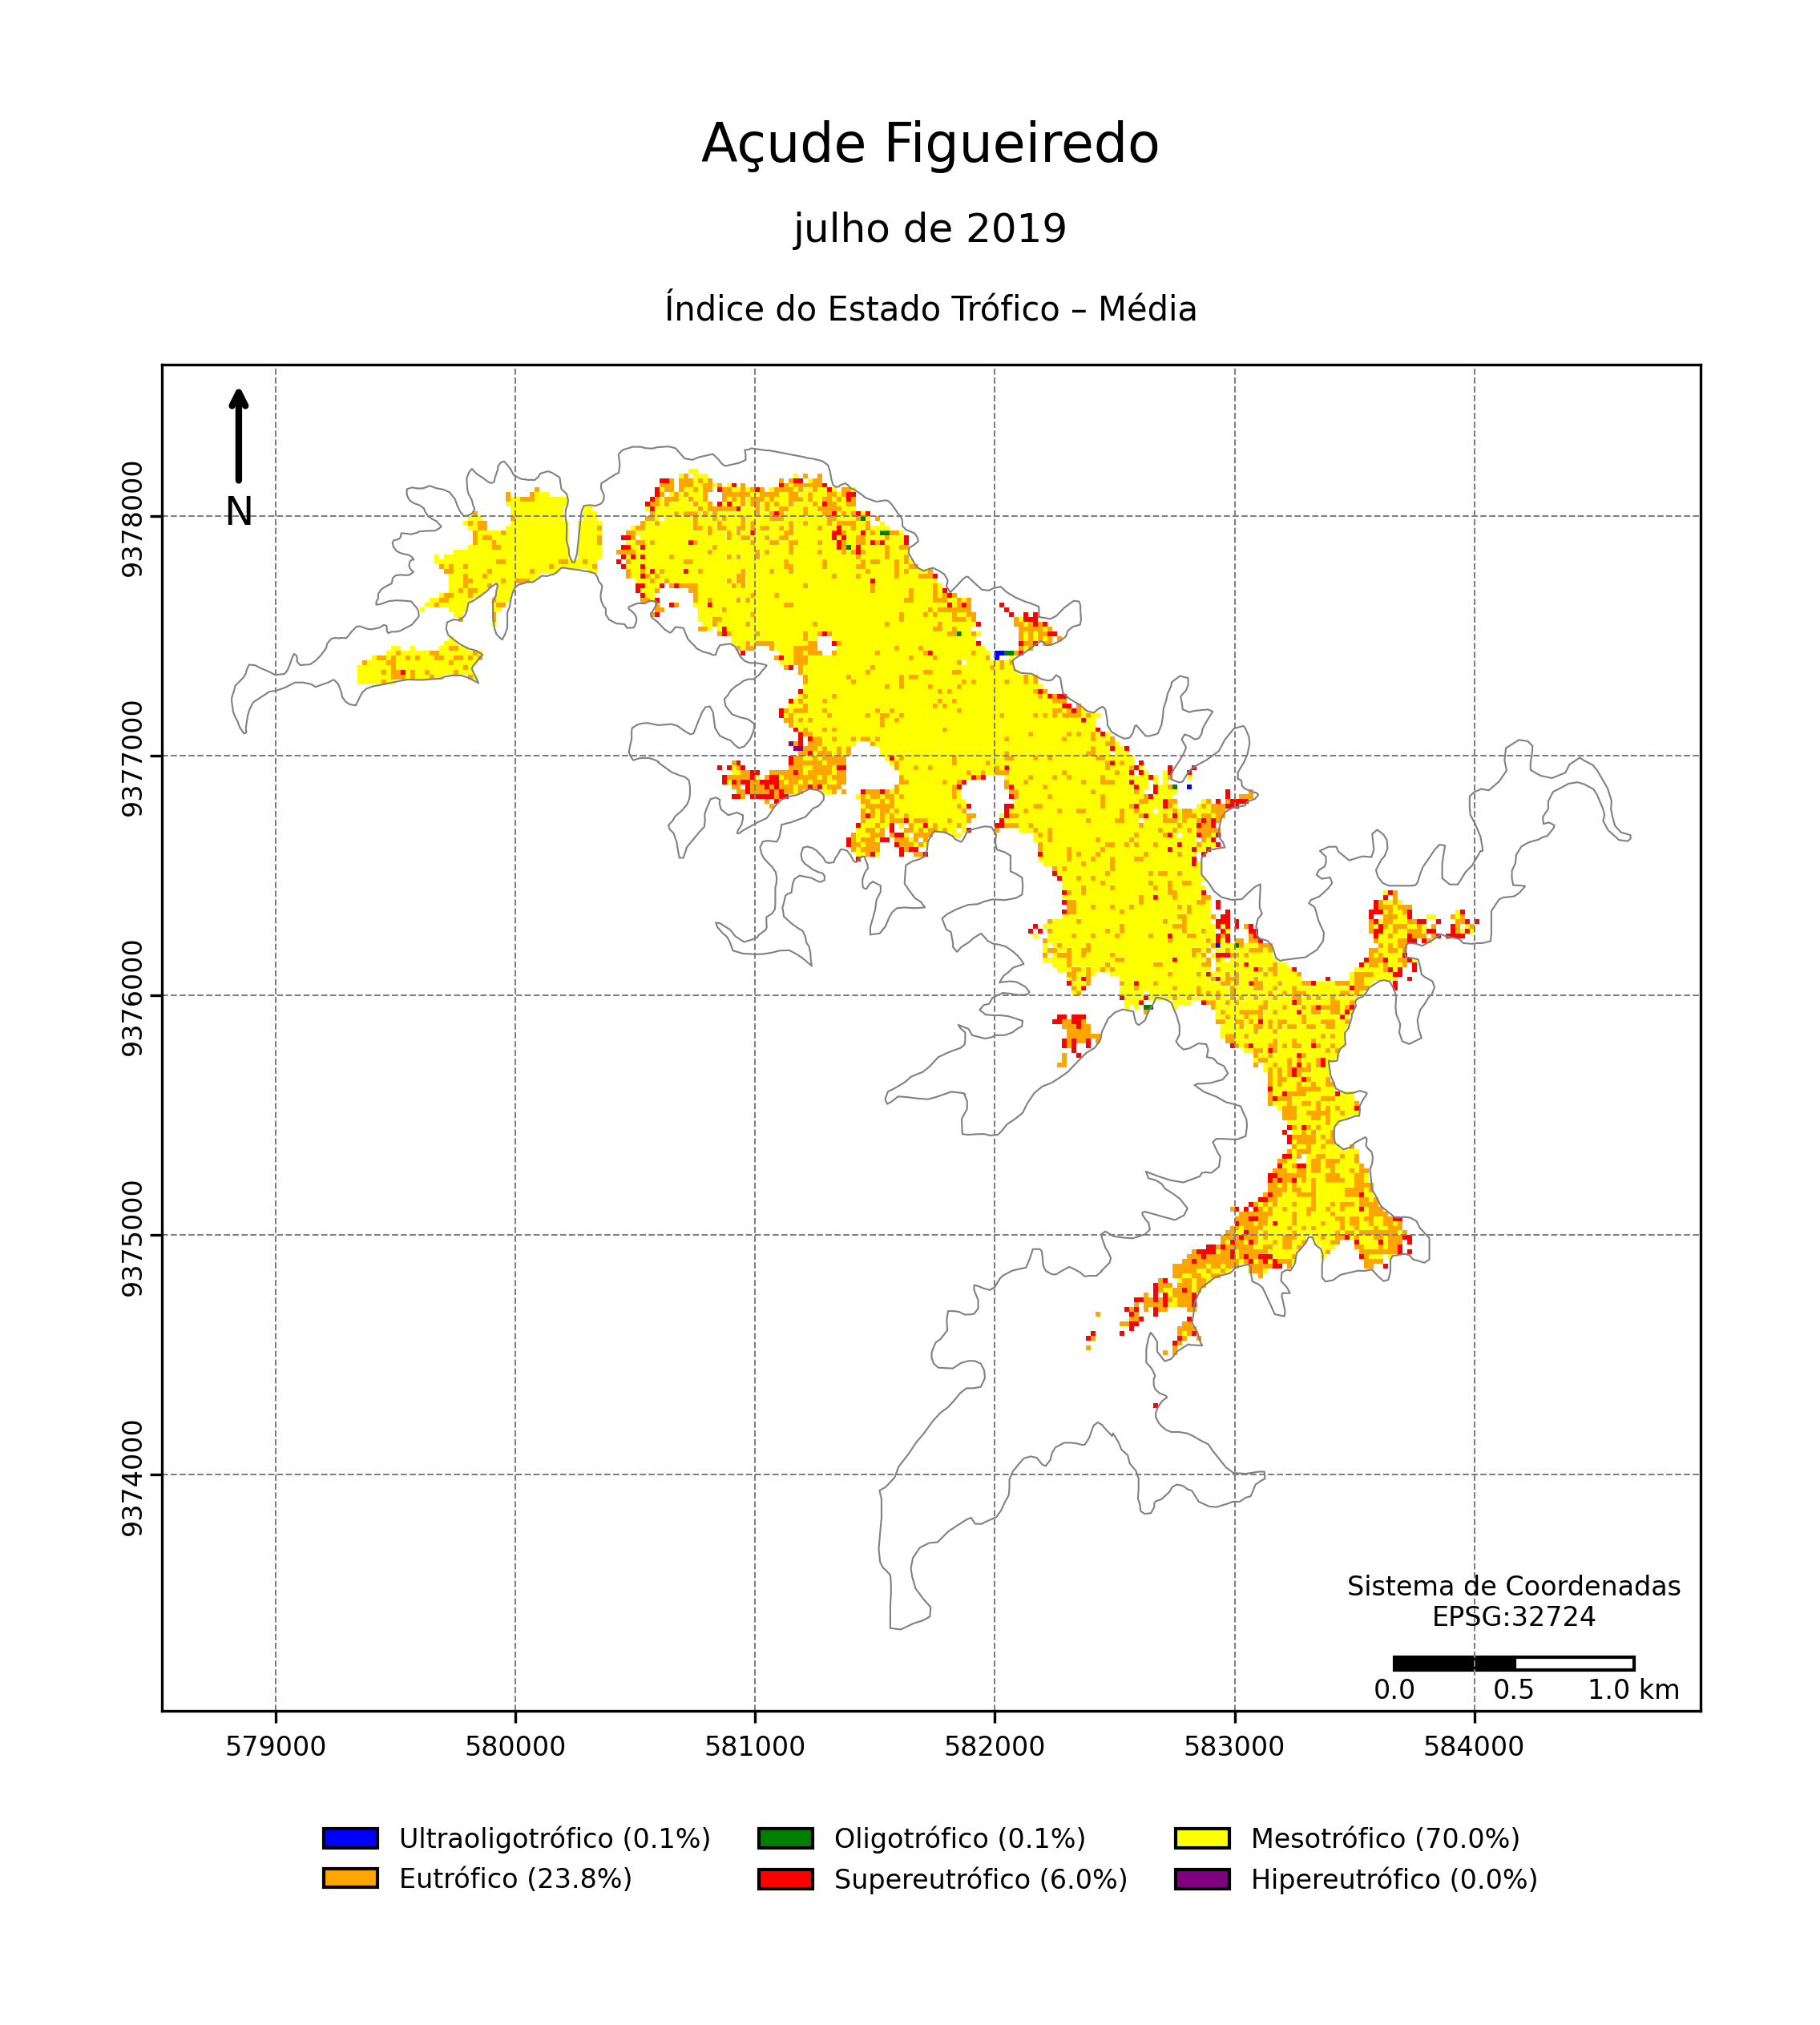 Açude Figueiredo
julho de 2019
Índice do Estado Trófico – Média
N
9378000
9377000
9376000
9375000
9374000
Sistema de Coordenadas
EPSG:32724
0.0 0.5 1.0 km
579000 580000 581000 582000 583000 584000
Ultraoligotrófico (0.1%) Oligotrófico (0.1%) Mesotrófico (70.0%)
Eutrófico (23.8%) Supereutrófico (6.0%) Hipereutrófico (0.0%)